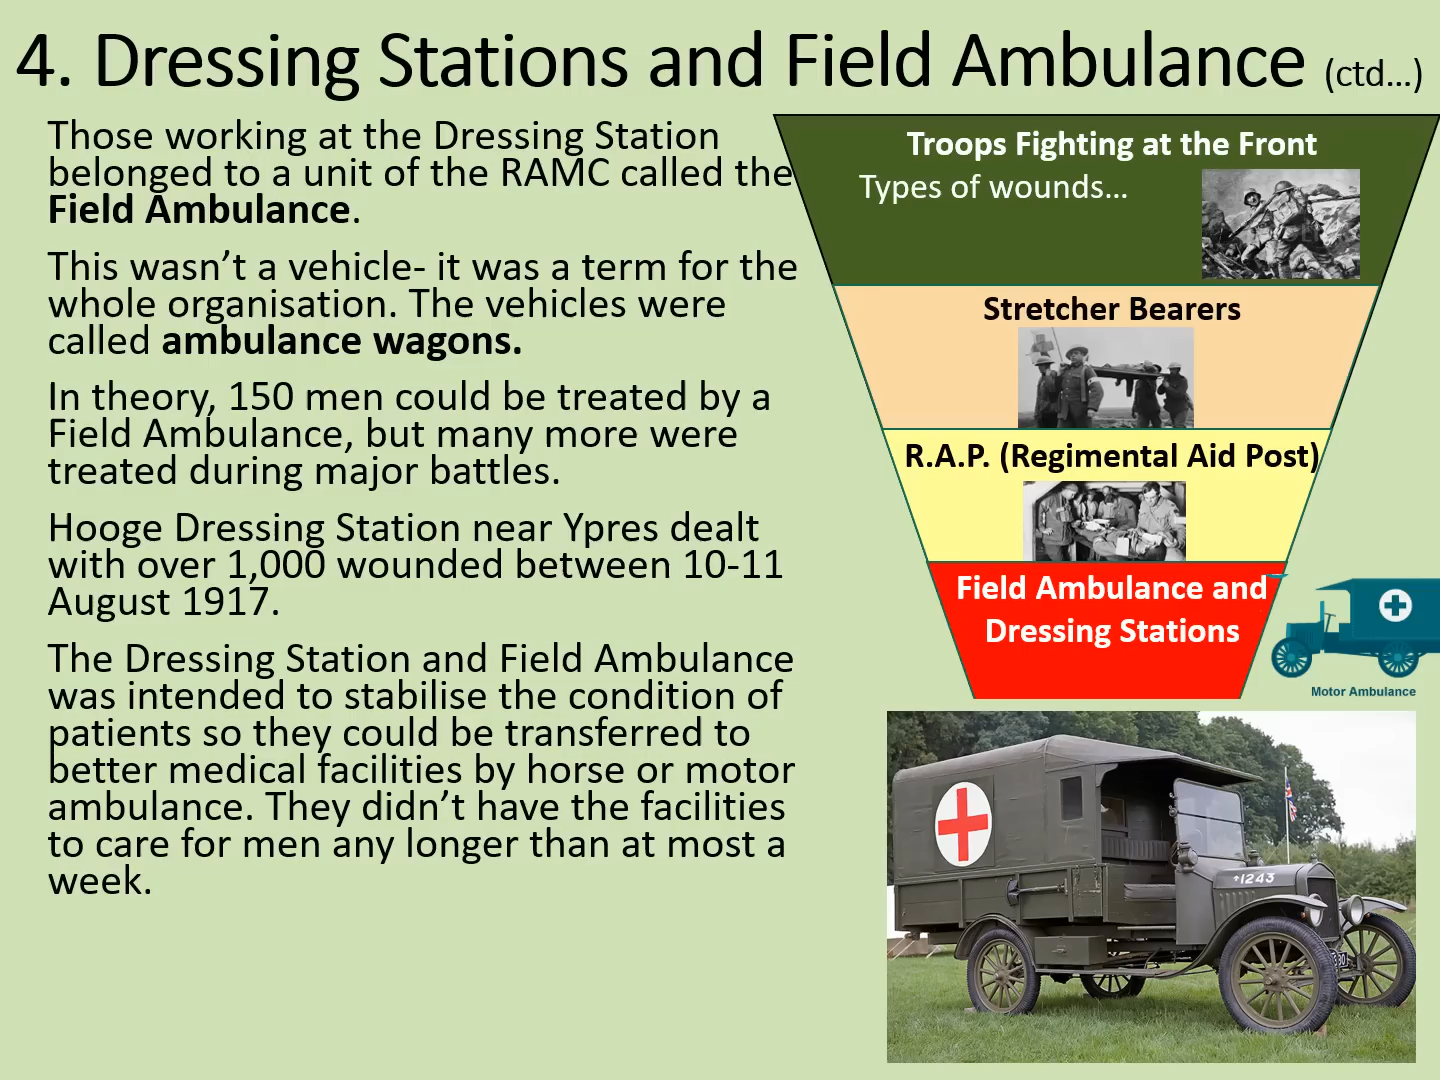 4. Dressing Stations and Field Ambulance (ctd...)
Those working at the Dressing Station
belonged to a unit of the RAMC called the
Field Ambulance.
This wasn’t a vehicle- it was a term for the
whole organisation. The vehicles were
called ambulance wagons.
In theory, 150 men could be treated by a
Field Ambulance, but many more were
treated during major battles.
Hooge Dressing Station near Ypres dealt
with over 1,000 wounded between 10-11
August 1917.
The Dressing Station and Field Ambulance
was intended to stabilise the condition of
patients so they could be transferred to
better medical facilities by horse or motor
ambulance. They didn’t have the facilities
to care for men any longer than at most a
week.
Troops Fighting at the Front
Types of wounds...
Stretcher Bearers
R.A.P. (Regimental Aid Post)
Field Ambulance and
Dressing Stations
Motor Ambulance
1243